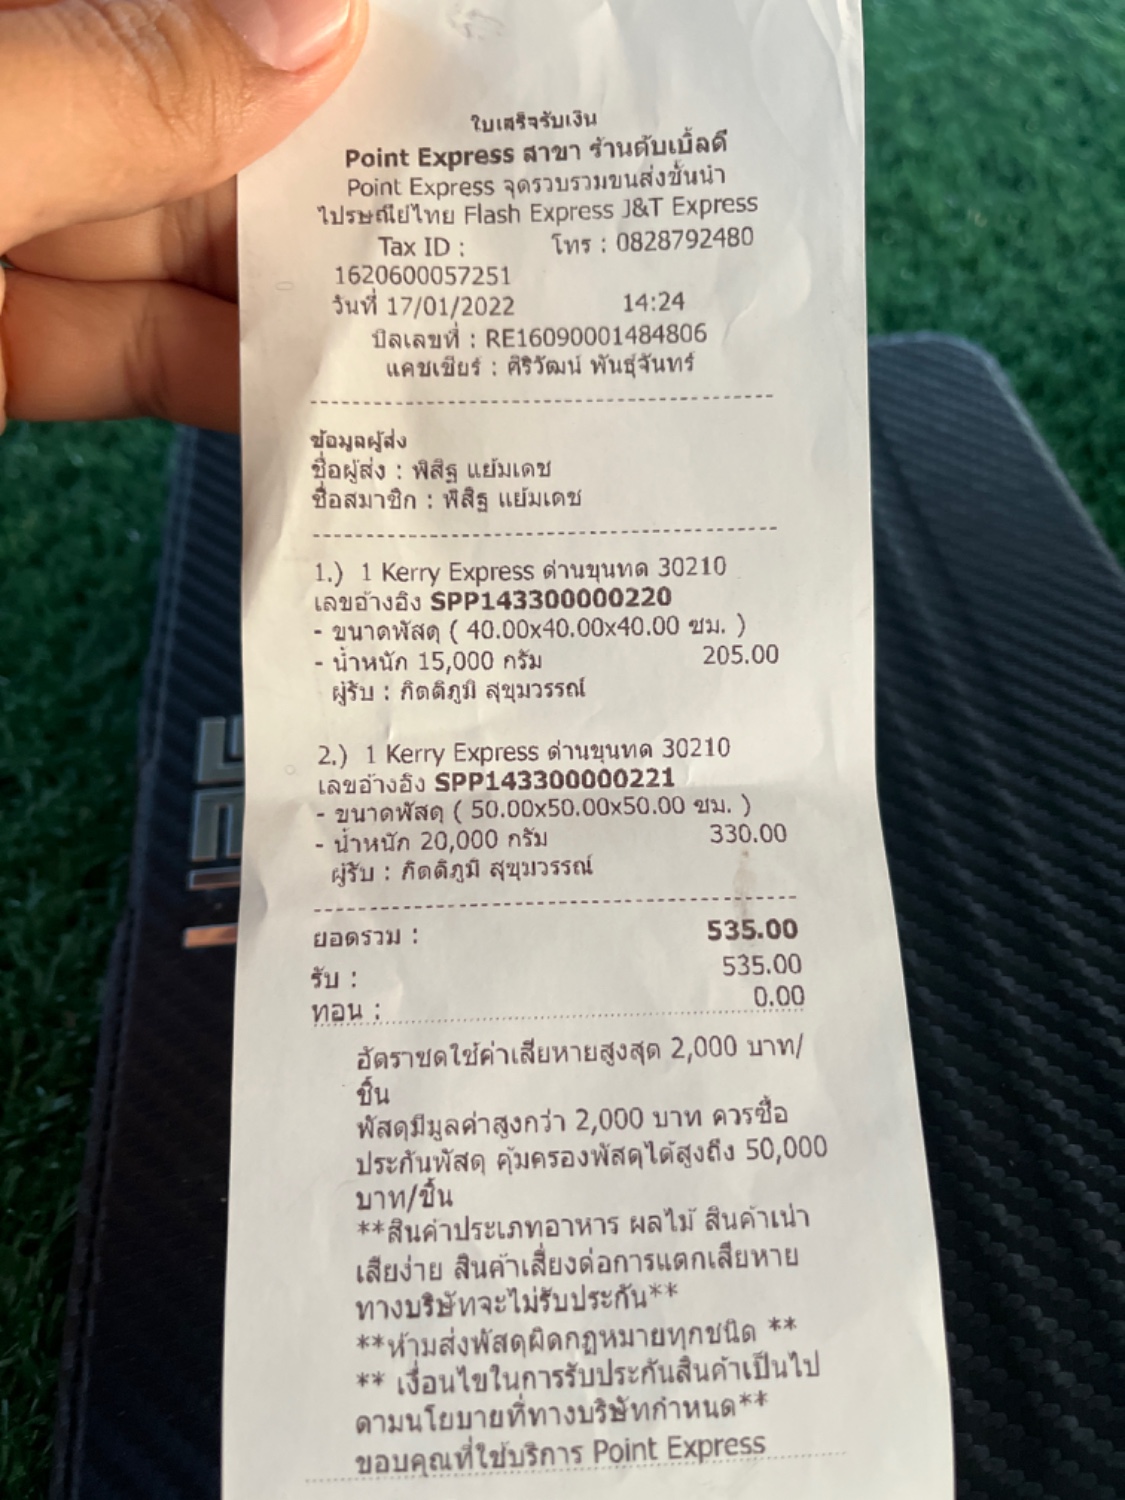 ใบเสร็จรับเงิน
Point Express สาขา ร้านดับเบิ้ลดี
Point Express จุดรวบรวมขนส่งชั้นนำ
ไปรษณีย์ไทย Flash Express J&T Express
Tax ID : โทร : 0828792480
1620600057251
วันที่ 17/01/2022 14:24
บิลเลขที่ : RE16090001484806
แคชเชียร์ : ศิริวัฒน์ พันธุ์จันทร์
ข้อมูลผู้ส่ง
ชื่อผู้ส่ง : พิสิฐ แย้มเดช
ชื่อสมาชิก : พิสิฐ แย้มเดช
1.) 1 Kerry Express ด่านขุนทด 30210
เลขอ้างอิง SPP143300000220
- ขนาดพัสดุ ( 40.00x40.00x40.00 ซม. )
- น้ำหนัก 15,000 กรัม 205.00
ผู้รับ : กิตติภูมิ สุขุมวรรณ์
2.) 1 Kerry Express ด่านขุนทด 30210
เลขอ้างอิง SPP143300000221
- ขนาดพัสดุ ( 50.00x50.00x50.00 ซม. )
- น้ำหนัก 20,000 กรัม 330.00
ผู้รับ : กิตติภูมิ สุขุมวรรณ์
ยอดรวม : 535.00
รับ : 535.00
ทอน : 0.00
อัตราชดใช้ค่าเสียหายสูงสุด 2,000 บาท/
ชิ้น
พัสดุมีมูลค่าสูงกว่า 2,000 บาท ควรซื้อ
ประกันพัสดุ คุ้มครองพัสดุได้สูงถึง 50,000
บาท/ชิ้น
**สินค้าประเภทอาหาร ผลไม้ สินค้าเน่า
เสียง่าย สินค้าเสี่ยงต่อการแตกเสียหาย
ทางบริษัทจะไม่รับประกัน**
**ห้ามส่งพัสดุผิดกฎหมายทุกชนิด **
** เงื่อนไขในการรับประกันสินค้าเป็นไป
ตามนโยบายที่ทางบริษัทกำหนด**
ขอบคุณที่ใช้บริการ Point Express